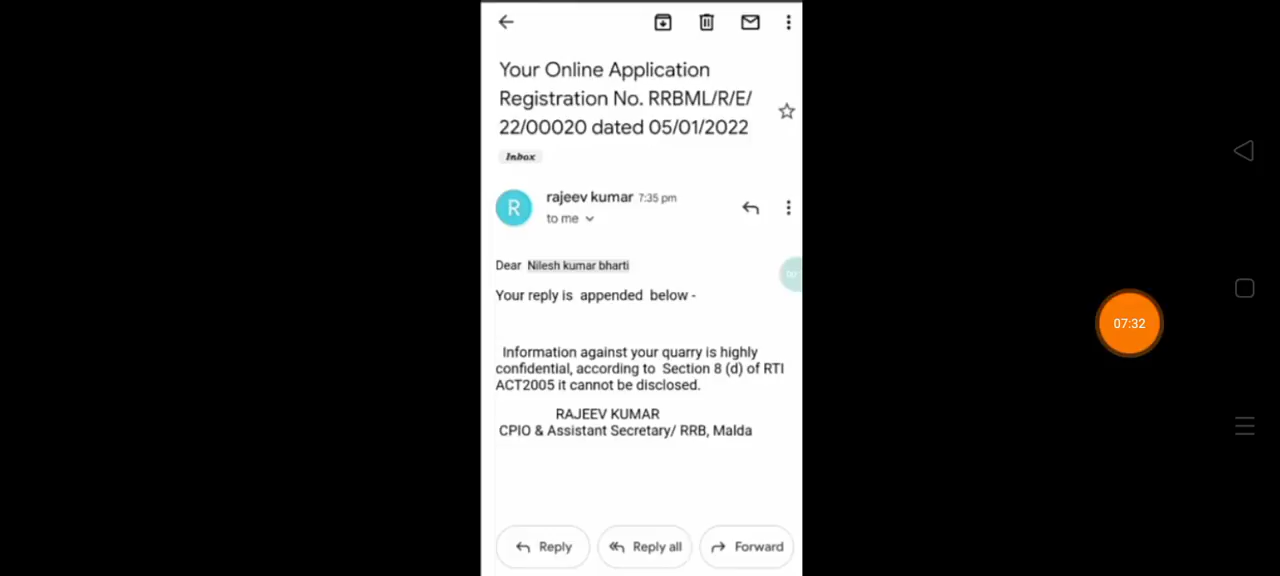 Your Online Application
Registration No. RRBML/R/E/
22/00020 dated 05/01/2022
Inbox
R
rajeev kumar 7:35 pm
to me
Dear Nilesh kumar bharti
Your reply is appended below -
Information against your quarry is highly
confidential, according to Section 8 (d) of RTI
ACT2005 it cannot be disclosed.
RAJEEV KUMAR
CPIO & Assistant Secretary/ RRB, Malda
07:32
Reply
Reply all
Forward